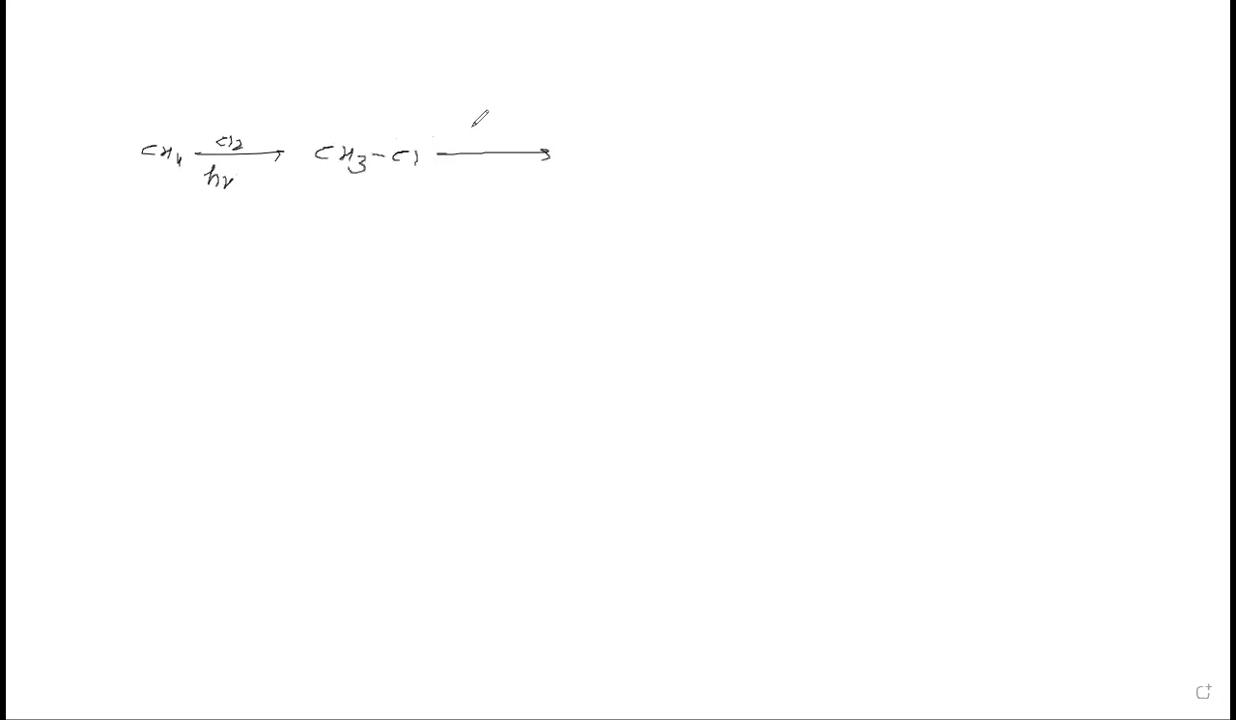 CH₄ —Cl₂/hν→ CH₃–Cl →